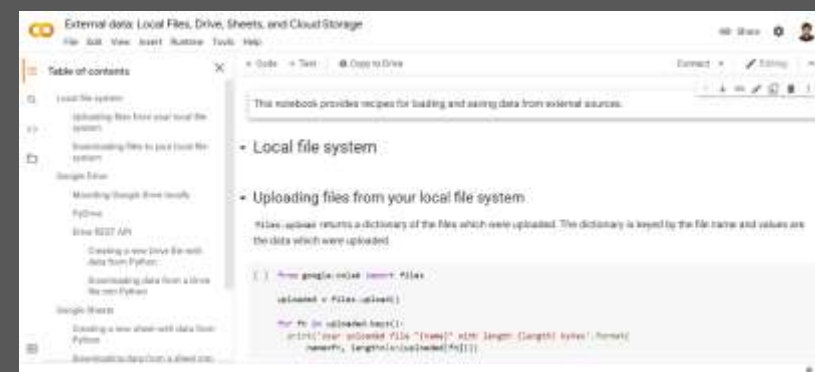 External data: Local Files, Drive, Sheets, and Cloud Storage
File Edit View Insert Runtime Tools Help
Share
Table of contents
+ Code + Text Copy to Drive
Connect Editing
Local file system
Uploading files from your local file
system
Downloading files to your local file
system
Google Drive
Mounting Google Drive locally
PyDrive
Drive REST API
Creating a new Drive file with
data from Python
Downloading data from a Drive
file into Python
Google Sheets
Creating a new sheet with data from
Python
Downloading data from a sheet into
This notebook provides recipes for loading and saving data from external sources.
Local file system
Uploading files from your local file system
files.upload returns a dictionary of the files which were uploaded. The dictionary is keyed by the file name and values are
the data which were uploaded.
[ ] from google.colab import files
uploaded = files.upload()
for fn in uploaded.keys():
print('User uploaded file "{name}" with length {length} bytes'.format(
name=fn, length=len(uploaded[fn])))